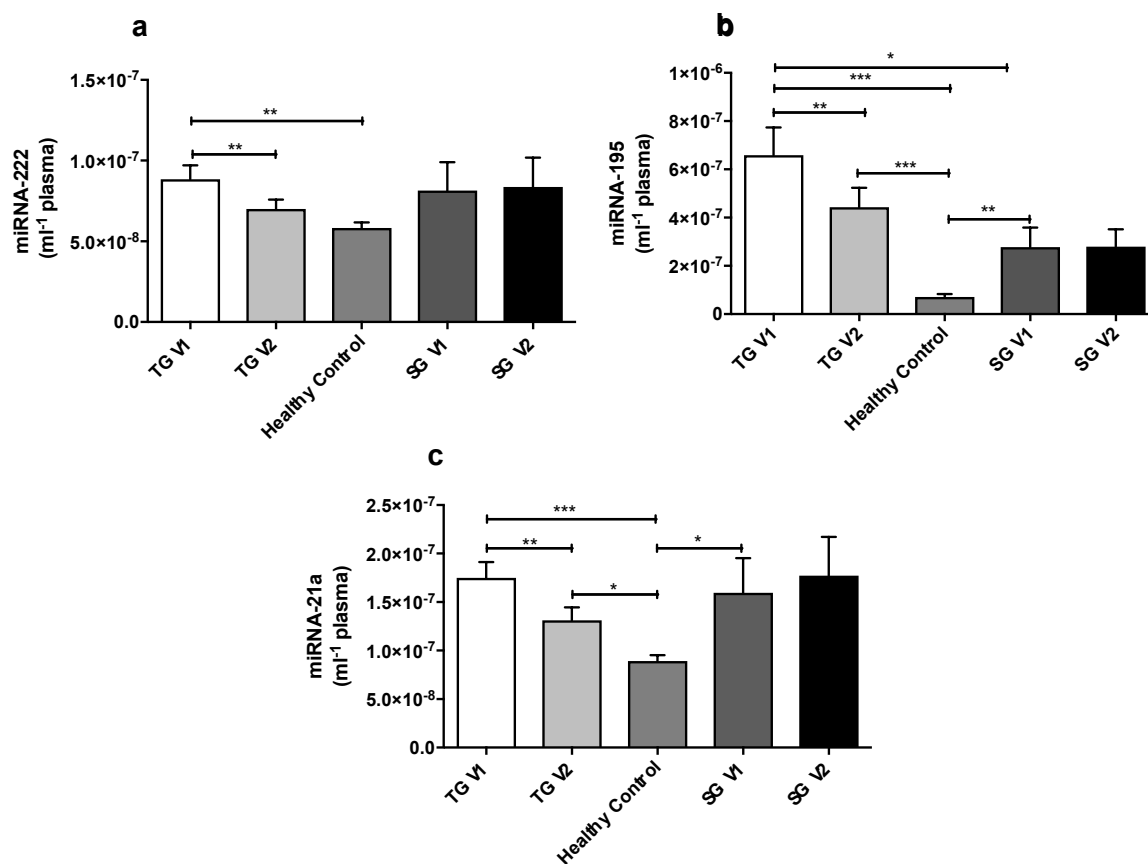 a
miRNA-222
(ml⁻¹ plasma)
1.5×10⁻⁷
1.0×10⁻⁷
5.0×10⁻⁸
0.0
**
**
TG V1
TG V2
Healthy Control
SG V1
SG V2
b
miRNA-195
(ml⁻¹ plasma)
1×10⁻⁶
8×10⁻⁷
6×10⁻⁷
4×10⁻⁷
2×10⁻⁷
0
*
***
**
***
**
TG V1
TG V2
Healthy Control
SG V1
SG V2
c
miRNA-21a
(ml⁻¹ plasma)
2.5×10⁻⁷
2.0×10⁻⁷
1.5×10⁻⁷
1.0×10⁻⁷
5.0×10⁻⁸
0.0
***
**
*
*
TG V1
TG V2
Healthy Control
SG V1
SG V2